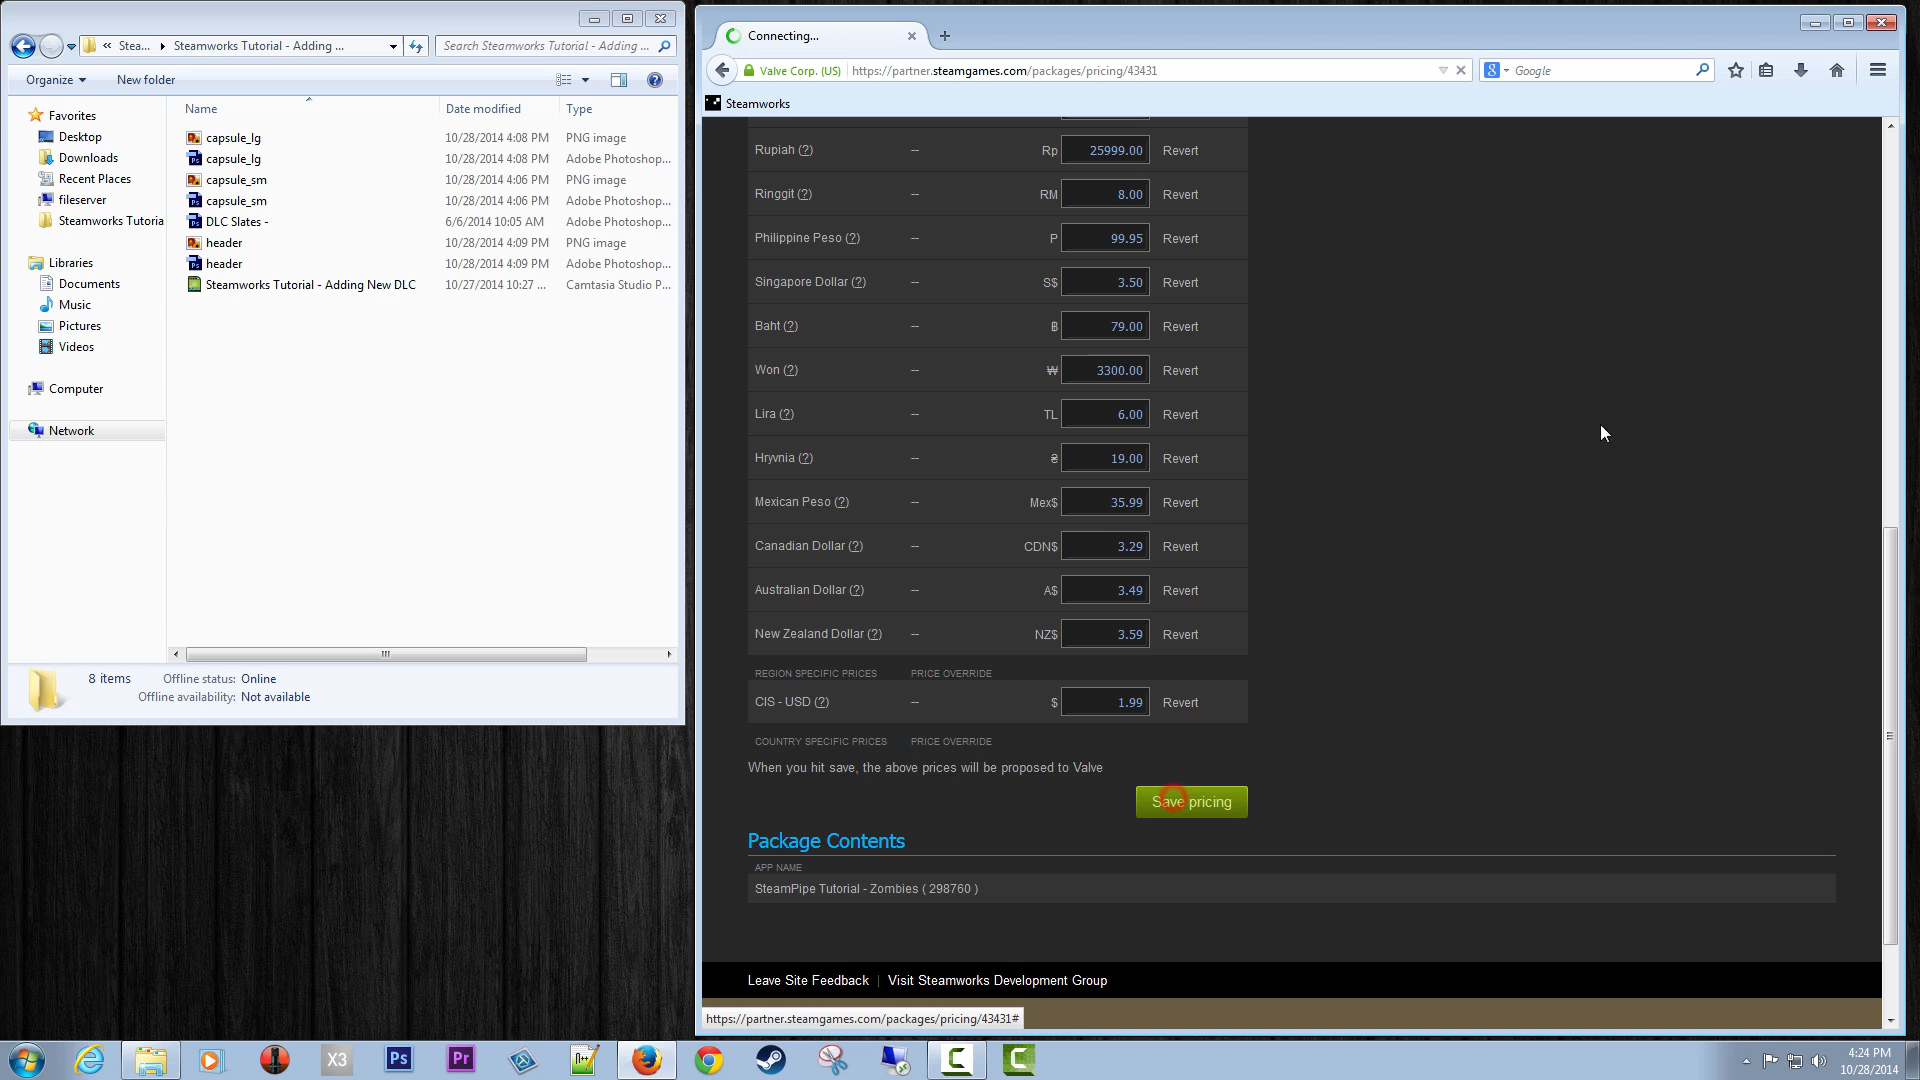 Stea... Steamworks Tutorial - Adding ... Search Steamworks Tutorial - Adding ...
Organize New folder
Name Date modified Type
Favorites
Desktop
Downloads
Recent Places
fileserver
Steamworks Tutoria
Libraries
Documents
Music
Pictures
Videos
Computer
Network
capsule_lg 10/28/2014 4:08 PM PNG image
capsule_lg 10/28/2014 4:08 PM Adobe Photoshop...
capsule_sm 10/28/2014 4:06 PM PNG image
capsule_sm 10/28/2014 4:06 PM Adobe Photoshop...
DLC Slates - 6/6/2014 10:05 AM Adobe Photoshop...
header 10/28/2014 4:09 PM PNG image
header 10/28/2014 4:09 PM Adobe Photoshop...
Steamworks Tutorial - Adding New DLC 10/27/2014 10:27 ... Camtasia Studio P...
8 items Offline status: Online
Offline availability: Not available
Connecting...
Valve Corp. (US) https://partner.steamgames.com/packages/pricing/43431 Google
Steamworks
Rupiah (?) -- Rp 25999.00 Revert
Ringgit (?) -- RM 8.00 Revert
Philippine Peso (?) -- P 99.95 Revert
Singapore Dollar (?) -- S$ 3.50 Revert
Baht (?) -- ฿ 79.00 Revert
Won (?) -- ₩ 3300.00 Revert
Lira (?) -- TL 6.00 Revert
Hryvnia (?) -- ₴ 19.00 Revert
Mexican Peso (?) -- Mex$ 35.99 Revert
Canadian Dollar (?) -- CDN$ 3.29 Revert
Australian Dollar (?) -- A$ 3.49 Revert
New Zealand Dollar (?) -- NZ$ 3.59 Revert
REGION SPECIFIC PRICES PRICE OVERRIDE
CIS - USD (?) -- $ 1.99 Revert
COUNTRY SPECIFIC PRICES PRICE OVERRIDE
When you hit save, the above prices will be proposed to Valve
Save pricing
Package Contents
APP NAME
SteamPipe Tutorial - Zombies ( 298760 )
Leave Site Feedback | Visit Steamworks Development Group
https://partner.steamgames.com/packages/pricing/43431#
X3 Ps Pr
4:24 PM
10/28/2014